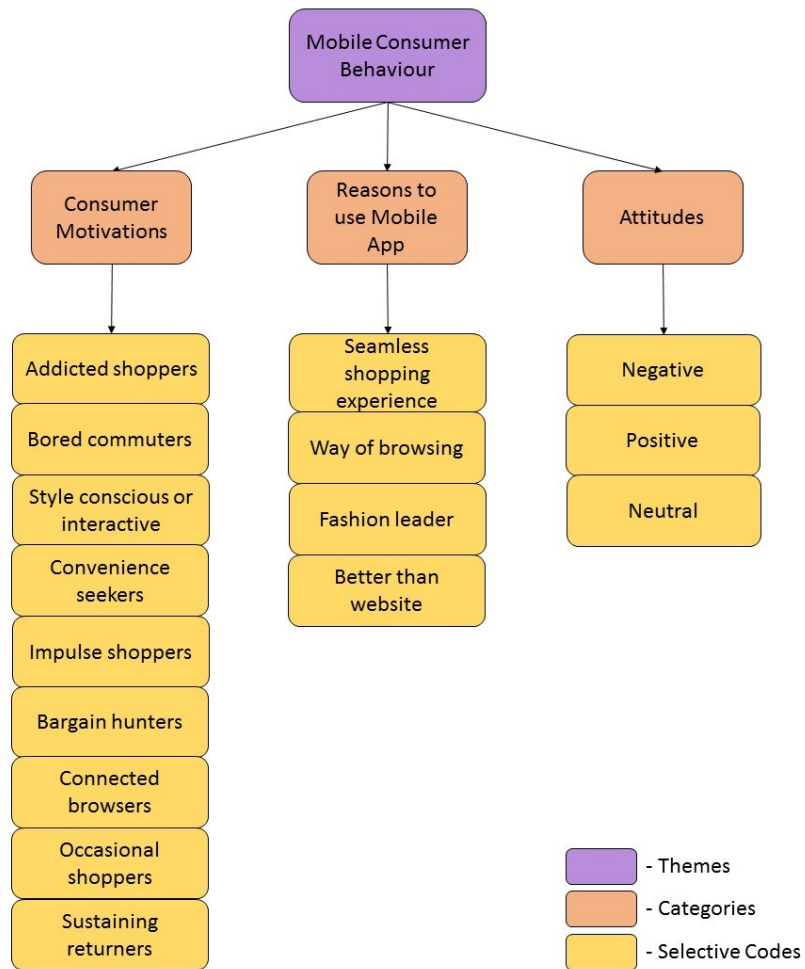 Mobile Consumer
Behaviour
Consumer
Motivations
Reasons to
use Mobile
App
Attitudes
Addicted shoppers
Bored commuters
Style conscious or
interactive
Convenience
seekers
Impulse shoppers
Bargain hunters
Connected
browsers
Occasional
shoppers
Sustaining
returners
Seamless
shopping
experience
Way of browsing
Fashion leader
Better than
website
Negative
Positive
Neutral
- Themes
- Categories
- Selective Codes